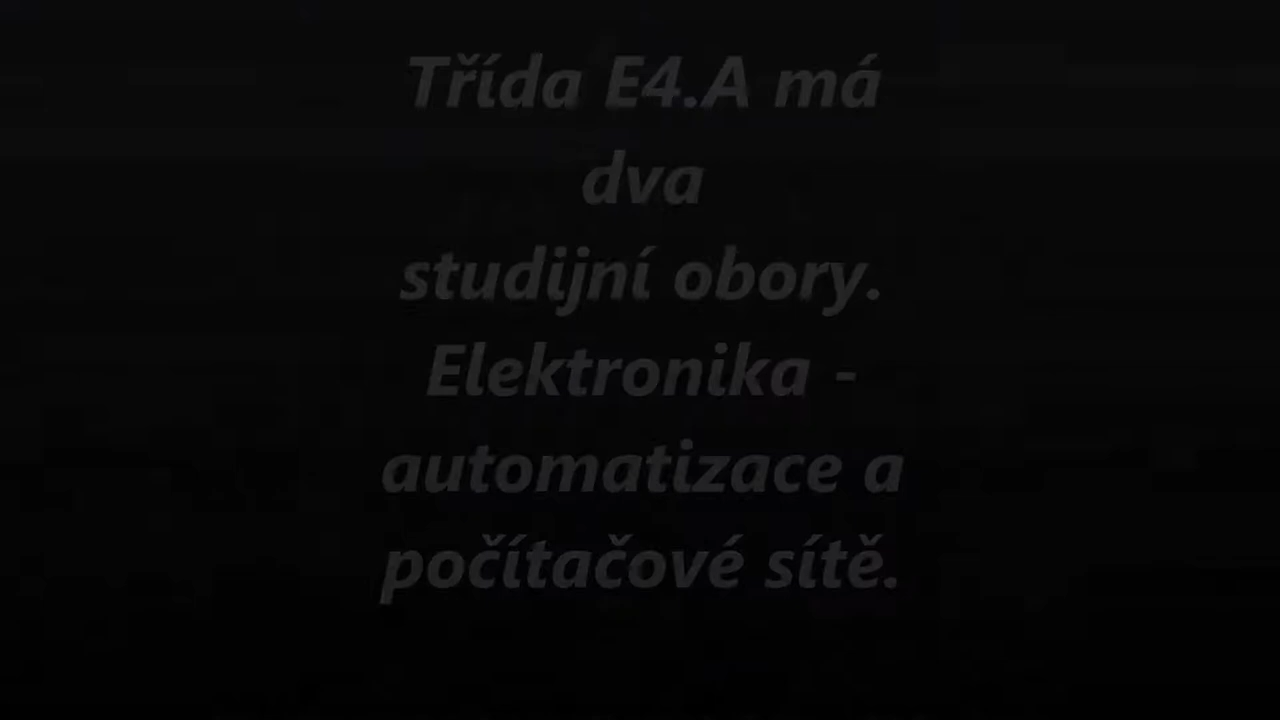 Třída E4.A má
dva
studijní obory.
Elektronika -
automatizace a
počítačové sítě.